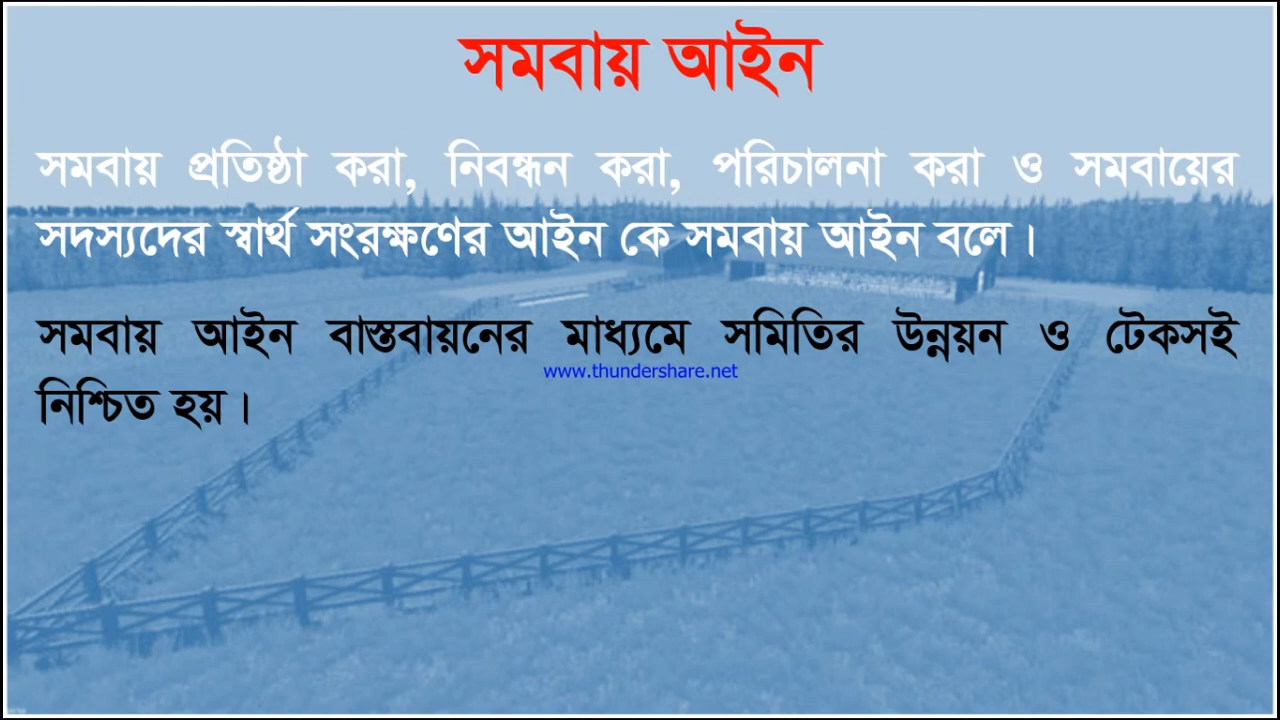 সমবায় আইন
সমবায় প্রতিষ্ঠা করা, নিবন্ধন করা, পরিচালনা করা ও সমবায়ের
সদস্যদের স্বার্থ সংরক্ষণের আইন কে সমবায় আইন বলে।
সমবায় আইন বাস্তবায়নের মাধ্যমে সমিতির উন্নয়ন ও টেকসই
www.thundershare.net
নিশ্চিত হয়।